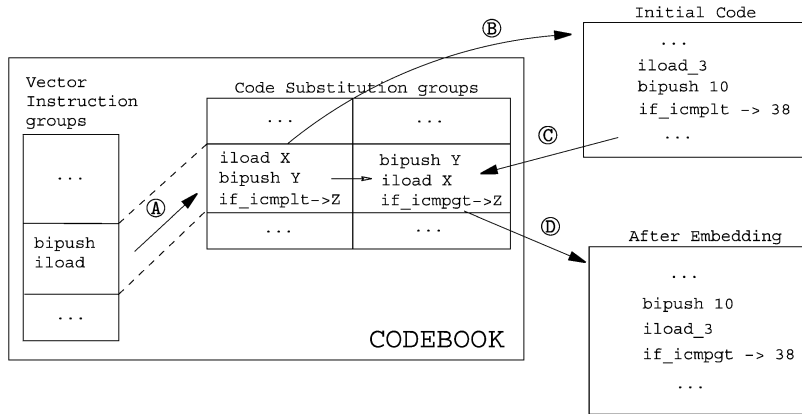 Initial Code
...
iload_3
bipush 10
if_icmplt -> 38
...
Ⓑ
Ⓒ
Vector
Instruction
groups
...
bipush
iload
...
Ⓐ
Code Substitution groups
... ...
iload X
bipush Y
if_icmplt->Z
bipush Y
iload X
if_icmpgt->Z
... ...
CODEBOOK
Ⓓ
After Embedding
...
bipush 10
iload_3
if_icmpgt -> 38
...